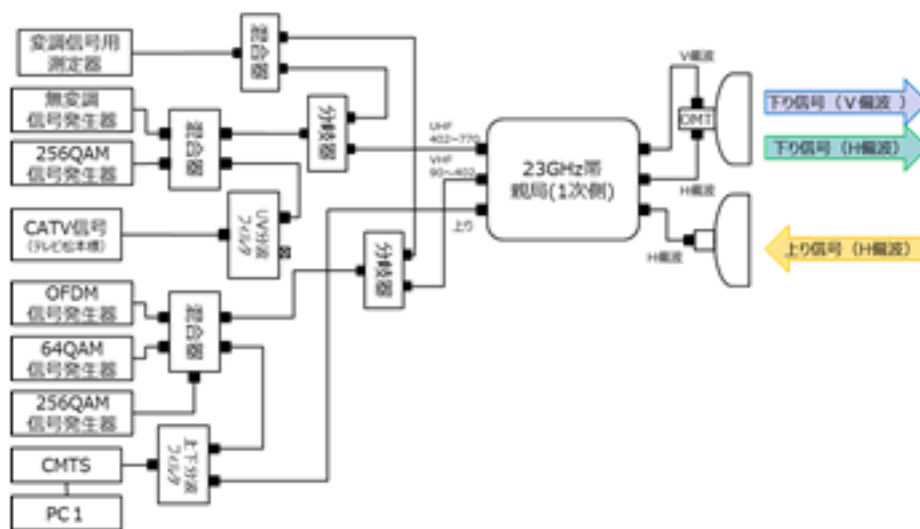 変調信号用
測定器
混合器
無変調
信号発生器
256QAM
信号発生器
混合器
分岐器
CATV信号
(テレビ松本様)
UV分波
フィルタ
OFDM
信号発生器
64QAM
信号発生器
256QAM
信号発生器
混合器
分岐器
CMTS
PC 1
上下分波
フィルタ
UHF
402~770
VHF
90~402
上り
23GHz帯
親局(1次側)
V偏波
OMT
H偏波
H偏波
下り信号(V偏波 )
下り信号(H偏波)
上り信号(H偏波)